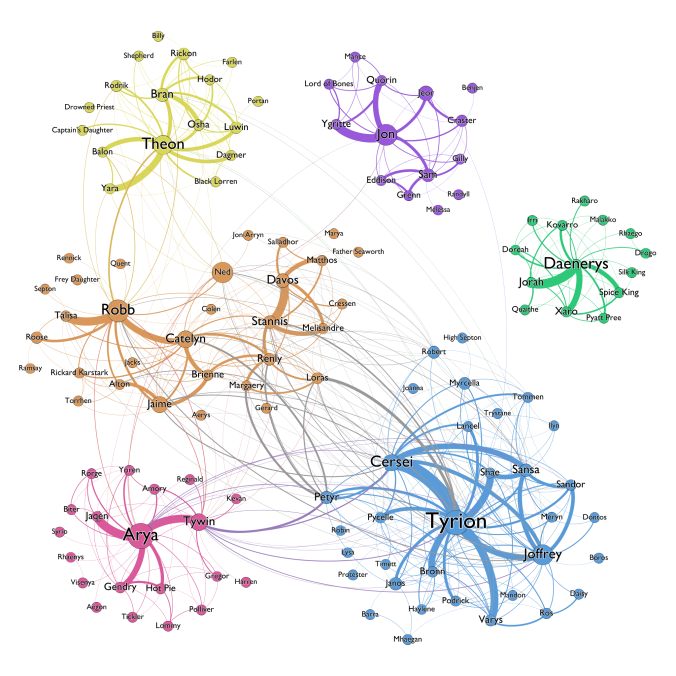 Billy
Shepherd
Rickon
Farlen
Hodor
Rodrik
Bran
Portan
Drowned Priest
Osha
Luwin
Captain's Daughter
Theon
Balon
Dagmer
Yara
Black Lorren
Mance
Quorin
Lord of Bones
Jeor
Benjen
Ygritte
Craster
Jon
Gilly
Sam
Eddison
Grenn
Randyll
Melessa
Rakharo
Irri
Kovarro
Malakko
Rhaego
Doreah
Drogo
Daenerys
Silk King
Jorah
Spice King
Quaithe
Xaro
Pyatt Pree
Jon Arryn
Salladhor
Marya
Father Seaworth
Rennick
Quent
Matthos
Ned
Frey Daughter
Davos
Septon
Robb
Colen
Cressen
Talisa
Stannis
Melisandre
Roose
Catelyn
Renly
Jacks
Ramsay
Rickard Karstark
Brienne
Loras
Alton
Margaery
Torrhen
Jaime
Gerard
Aerys
High Septon
Robert
Joanna
Myrcella
Tommen
Trystane
Lancel
Ilyn
Cersei
Shae
Sansa
Sandor
Petyr
Pycelle
Tyrion
Meryn
Dontos
Robin
Lysa
Joffrey
Boros
Timett
Protester
Bronn
Janos
Podrick
Mandon
Daisy
Barra
Haylene
Varys
Ros
Mhaegan
Rorge
Yoren
Reginald
Amory
Kevan
Biter
Jaqen
Tywin
Syrio
Arya
Rhaenys
Gregor
Harren
Visenya
Gendry
Hot Pie
Aegon
Tickler
Polliver
Lommy